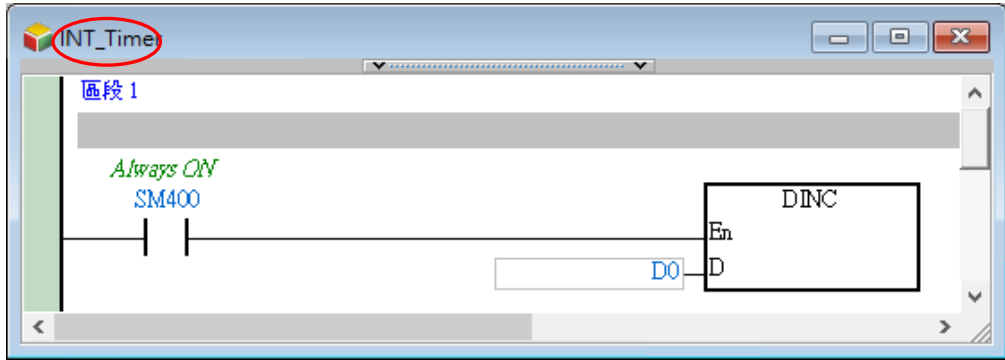 INT_Timer
區段 1
Always ON
SM400
DINC
En
D0
D